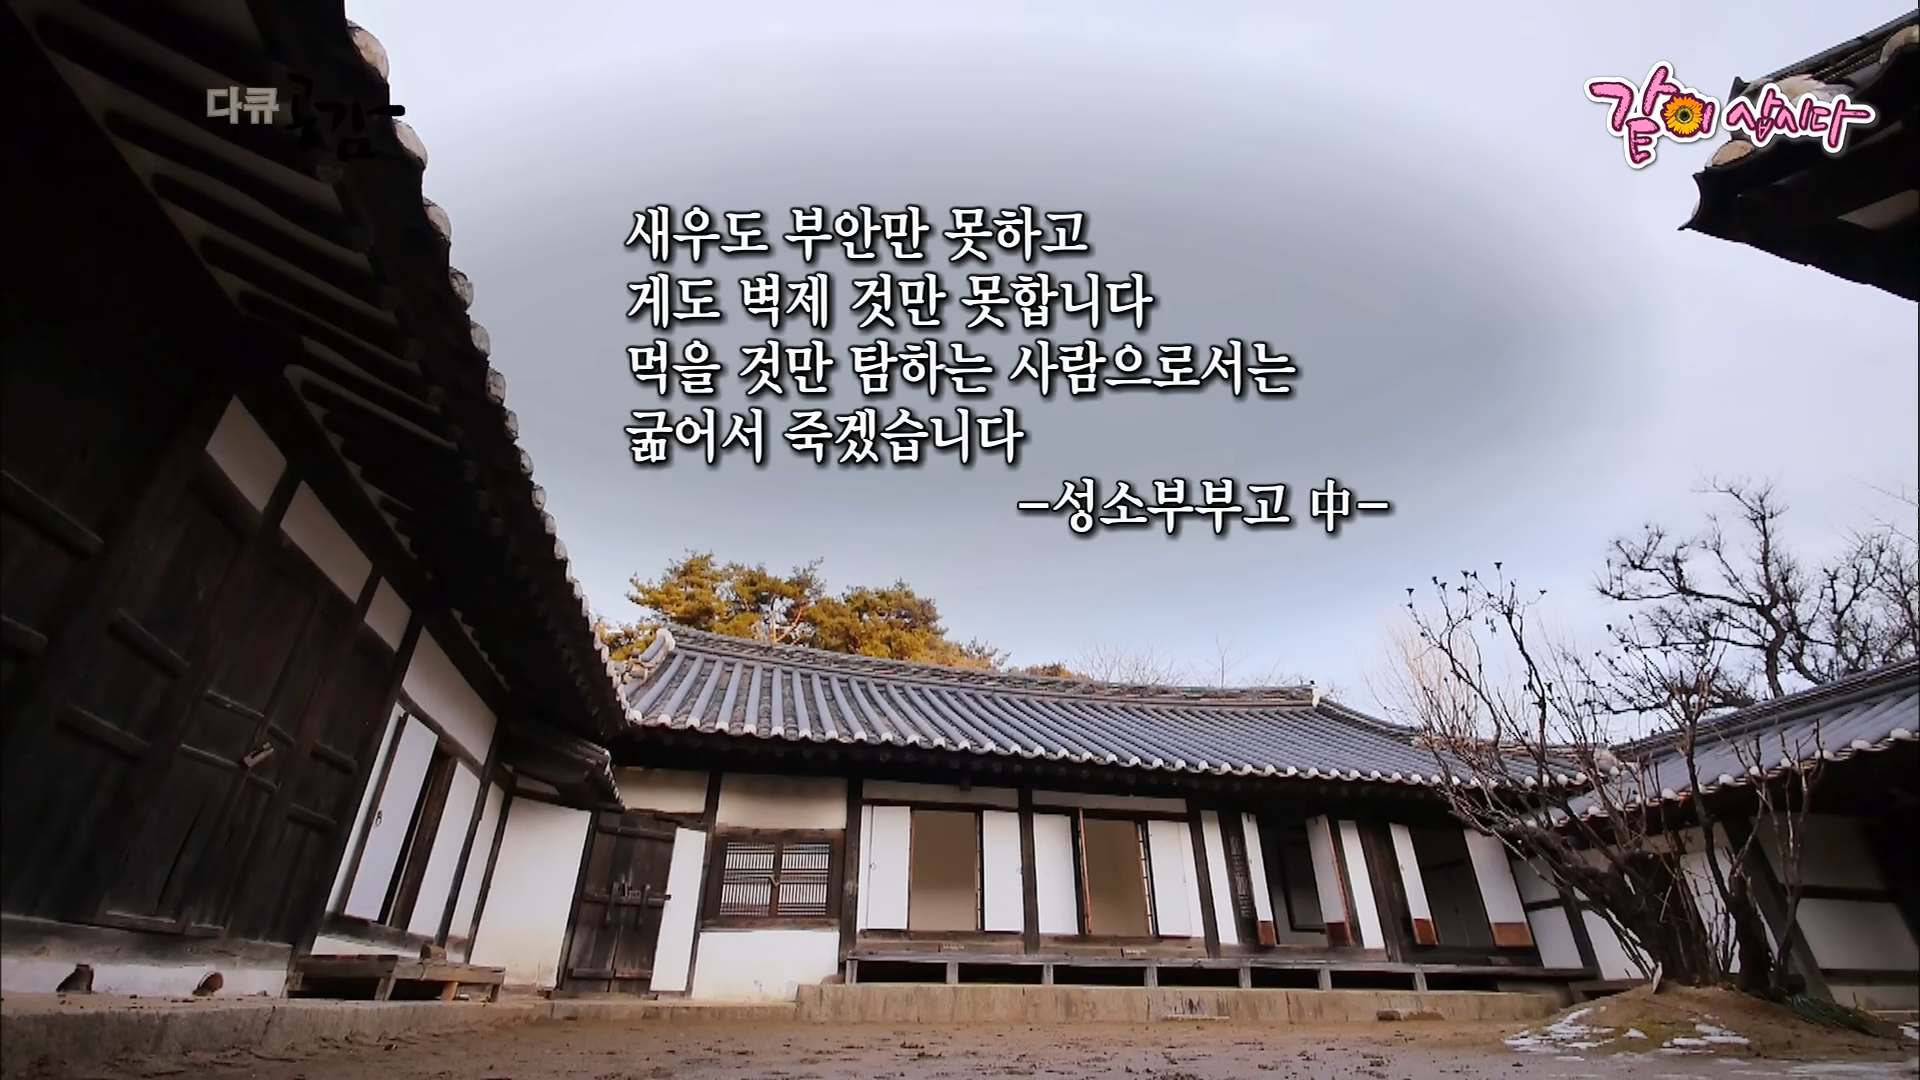 다큐 공감
같이 삽시다
새우도 부안만 못하고
게도 벽제 것만 못합니다
먹을 것만 탐하는 사람으로서는
굶어서 죽겠습니다
-성소부부고 中-